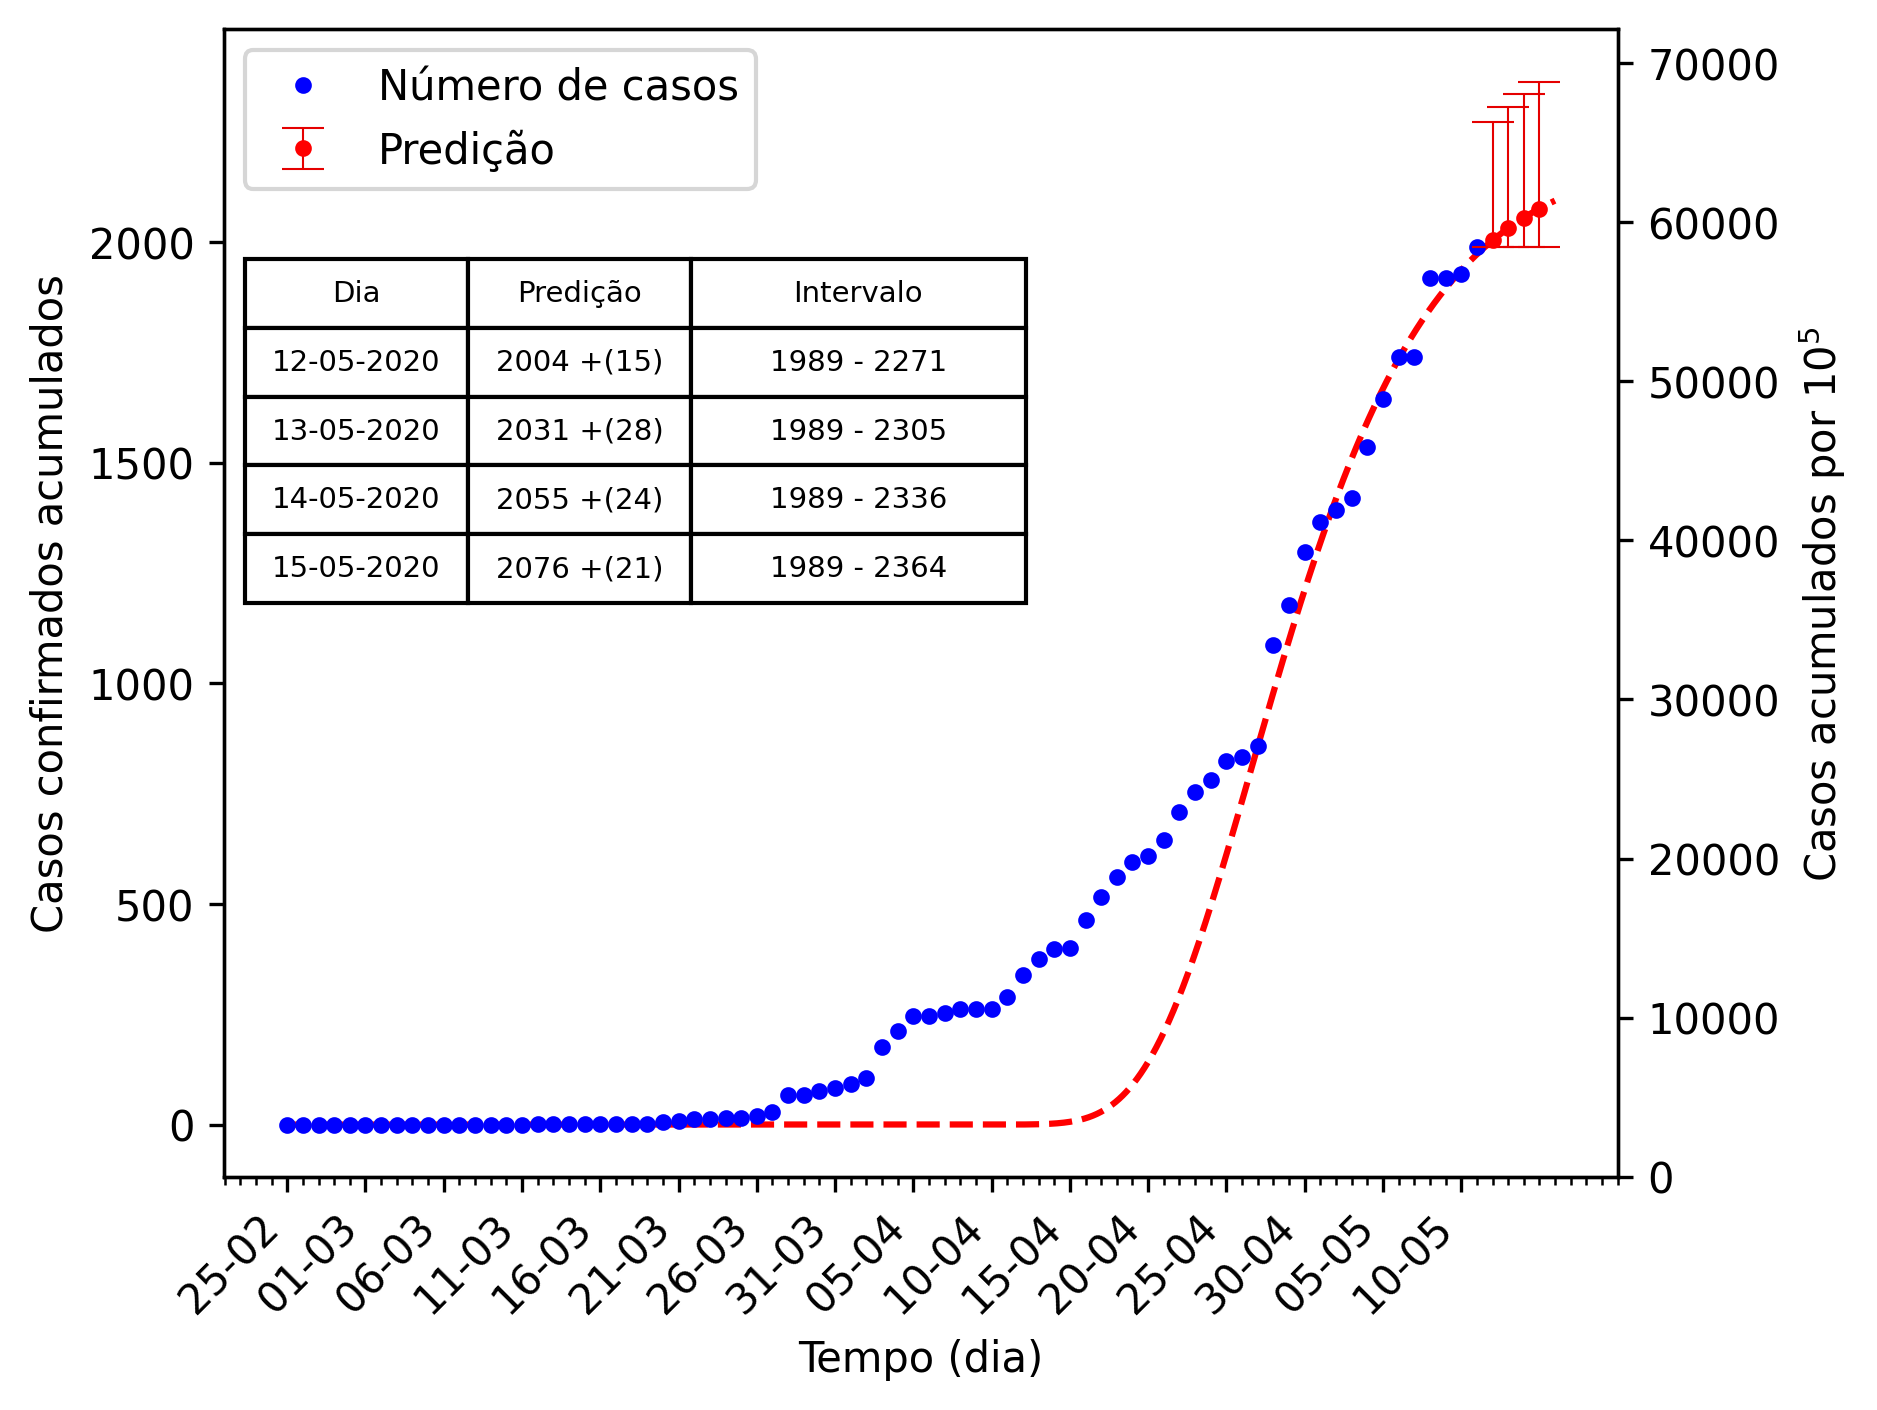 Número de casos
Predição
Dia Predição Intervalo
12-05-2020 2004 +(15) 1989 - 2271
13-05-2020 2031 +(28) 1989 - 2305
14-05-2020 2055 +(24) 1989 - 2336
15-05-2020 2076 +(21) 1989 - 2364
Casos confirmados acumulados
2000
1500
1000
500
0
Casos acumulados por 10⁵
70000
60000
50000
40000
30000
20000
10000
0
25-02 01-03 06-03 11-03 16-03 21-03 26-03 31-03 05-04 10-04 15-04 20-04 25-04 30-04 05-05 10-05
Tempo (dia)